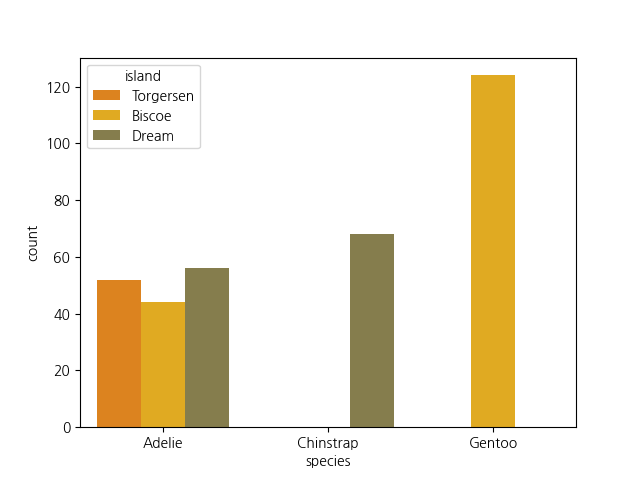 island
Torgersen
Biscoe
Dream
count
120
100
80
60
40
20
0
Adelie Chinstrap Gentoo
species